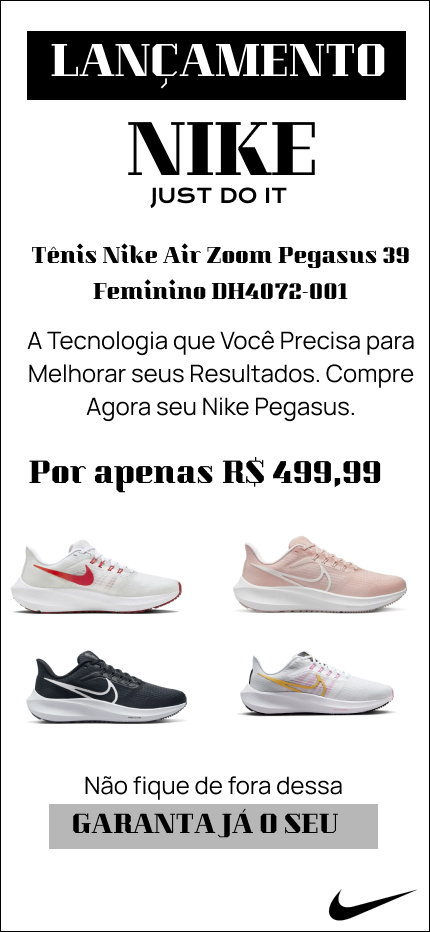 LANÇAMENTO
NIKE
JUST DO IT
Tênis Nike Air Zoom Pegasus 39
Feminino DH4072-001
A Tecnologia que Você Precisa para
Melhorar seus Resultados. Compre
Agora seu Nike Pegasus.
Por apenas R$ 499,99
Não fique de fora dessa
GARANTA JÁ O SEU